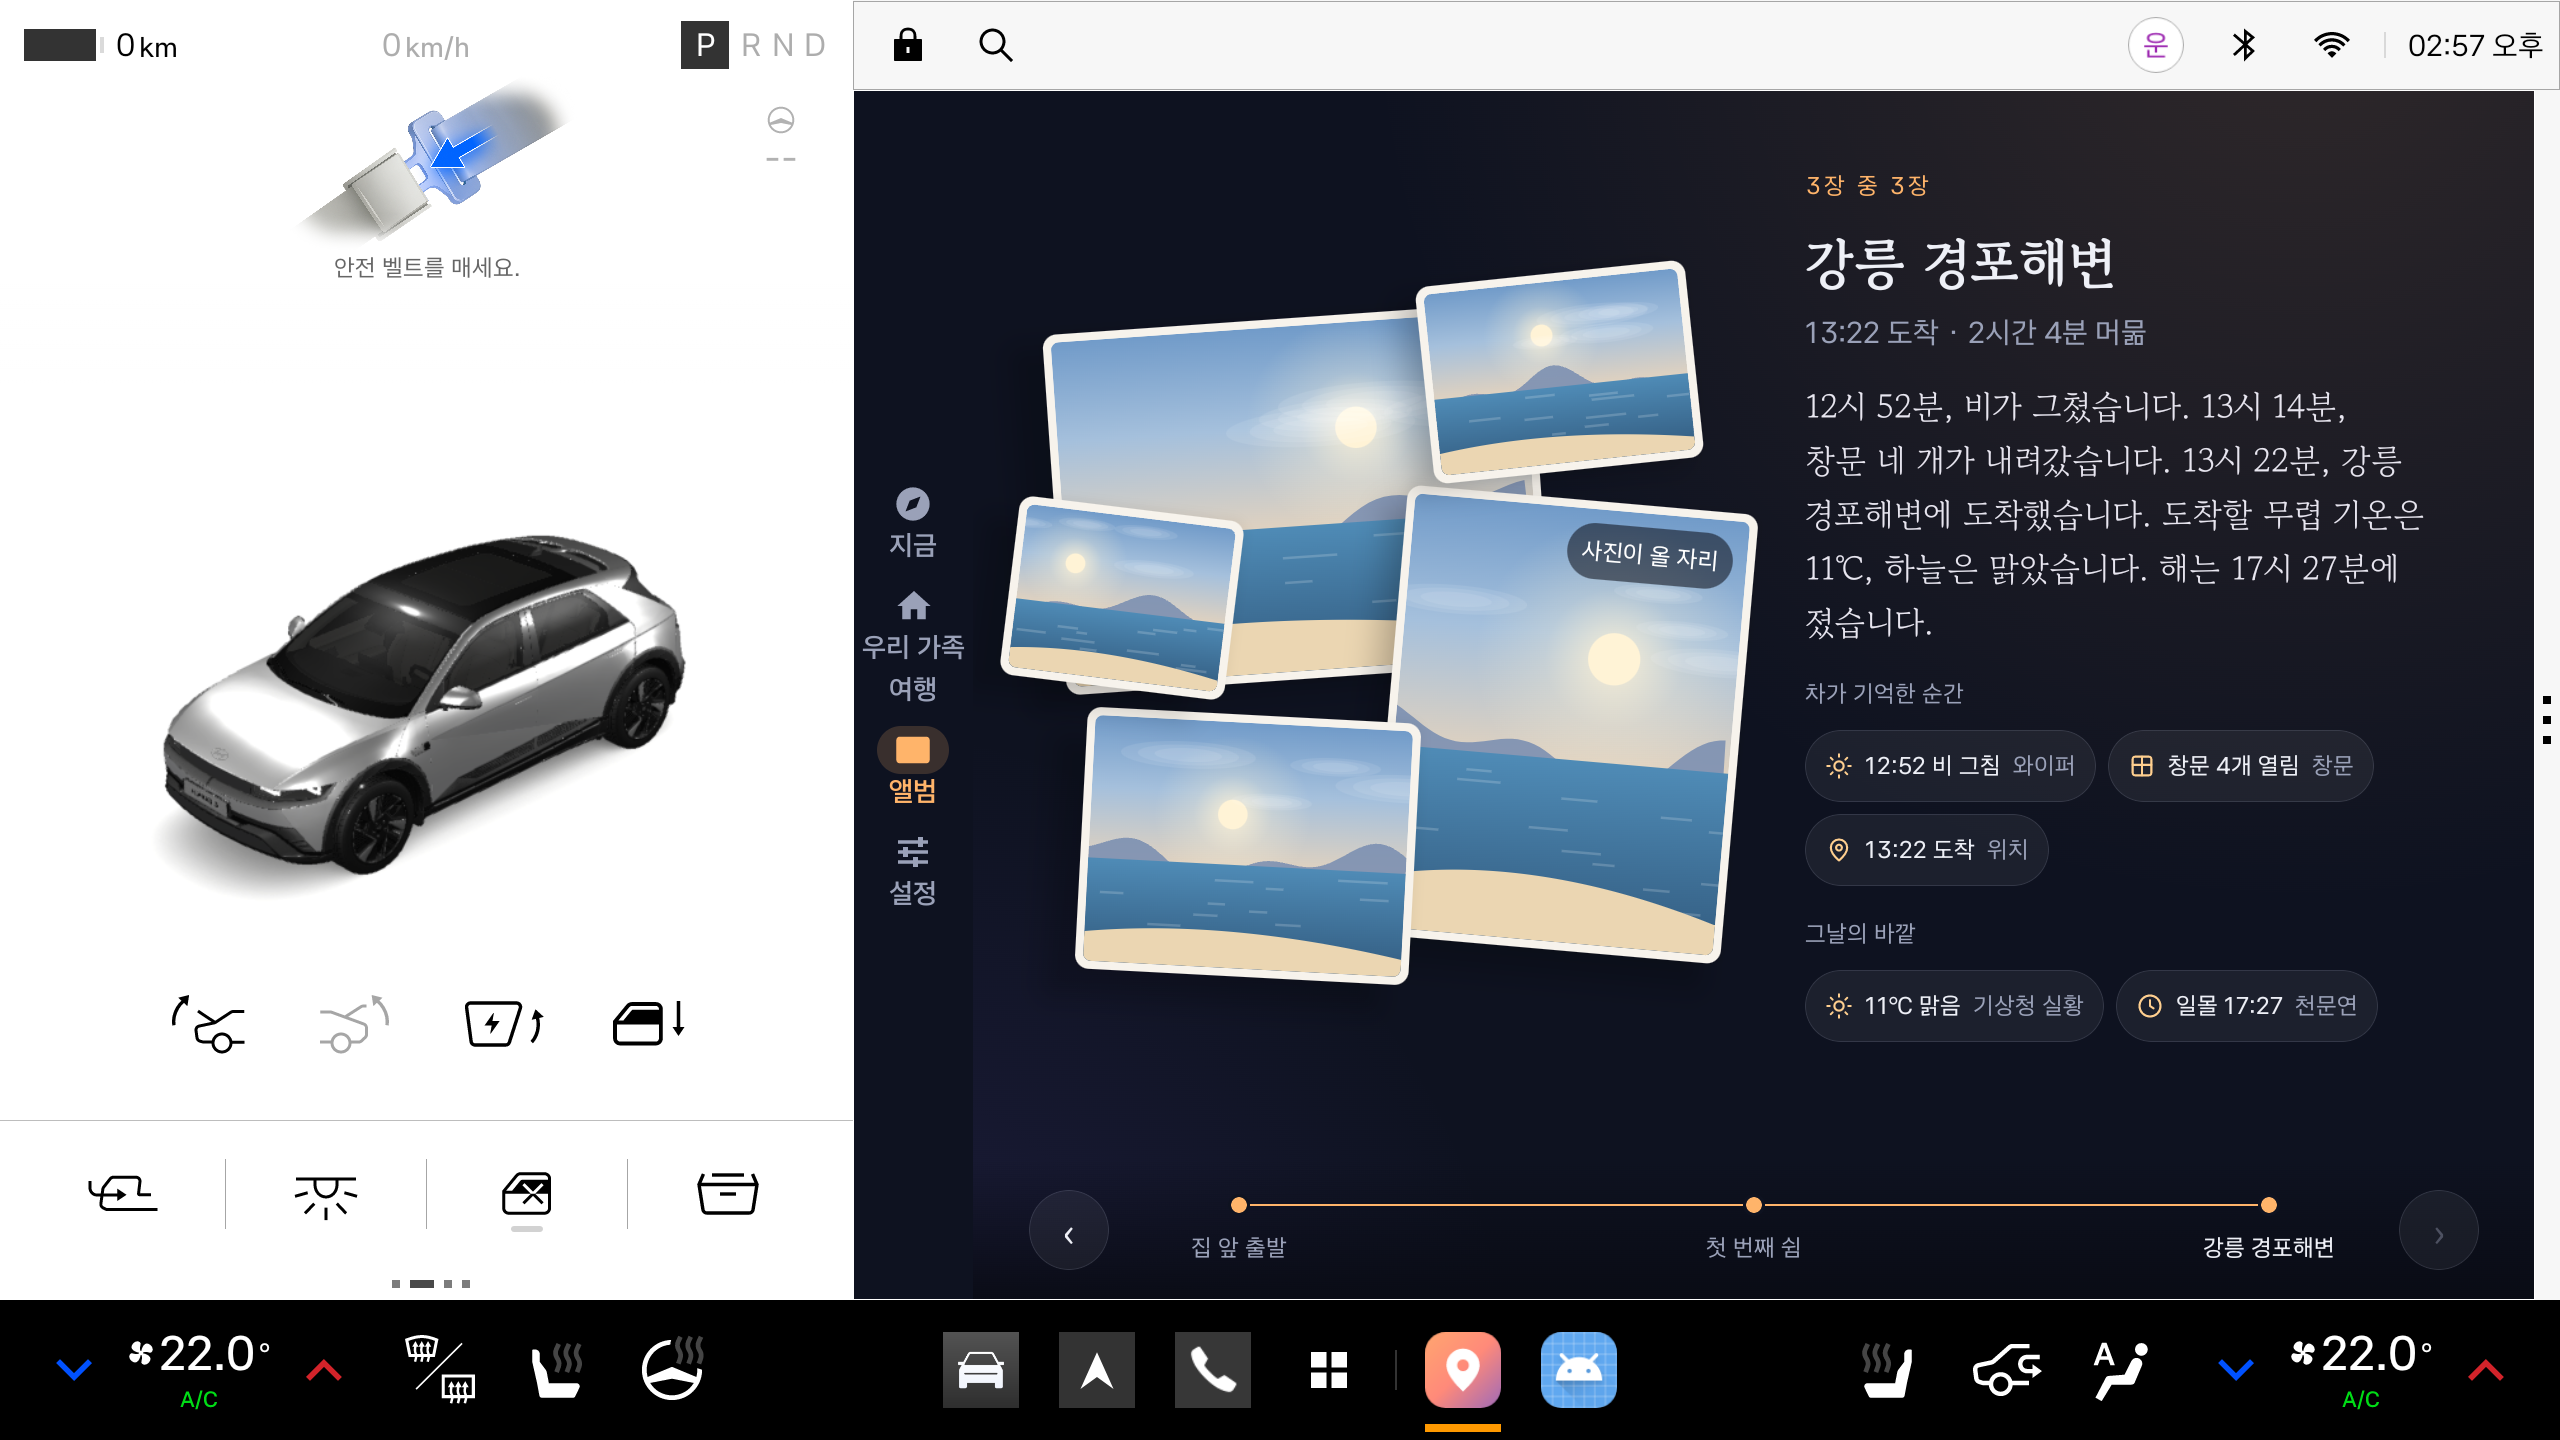 0 km
0 km/h
P R N D
운
02:57 오후
안전 벨트를 매세요.
지금
우리 가족
여행
앨범
설정
사진이 올 자리
3장 중 3장
강릉 경포해변
13:22 도착 · 2시간 4분 머묾
12시 52분, 비가 그쳤습니다. 13시 14분,
창문 네 개가 내려갔습니다. 13시 22분, 강릉
경포해변에 도착했습니다. 도착할 무렵 기온은
11℃, 하늘은 맑았습니다. 해는 17시 27분에
졌습니다.
차가 기억한 순간
12:52 비 그침 와이퍼
창문 4개 열림 창문
13:22 도착 위치
그날의 바깥
11℃ 맑음 기상청 실황
일몰 17:27 천문연
집 앞 출발
첫 번째 쉼
강릉 경포해변
22.0°
A/C
A
22.0°
A/C